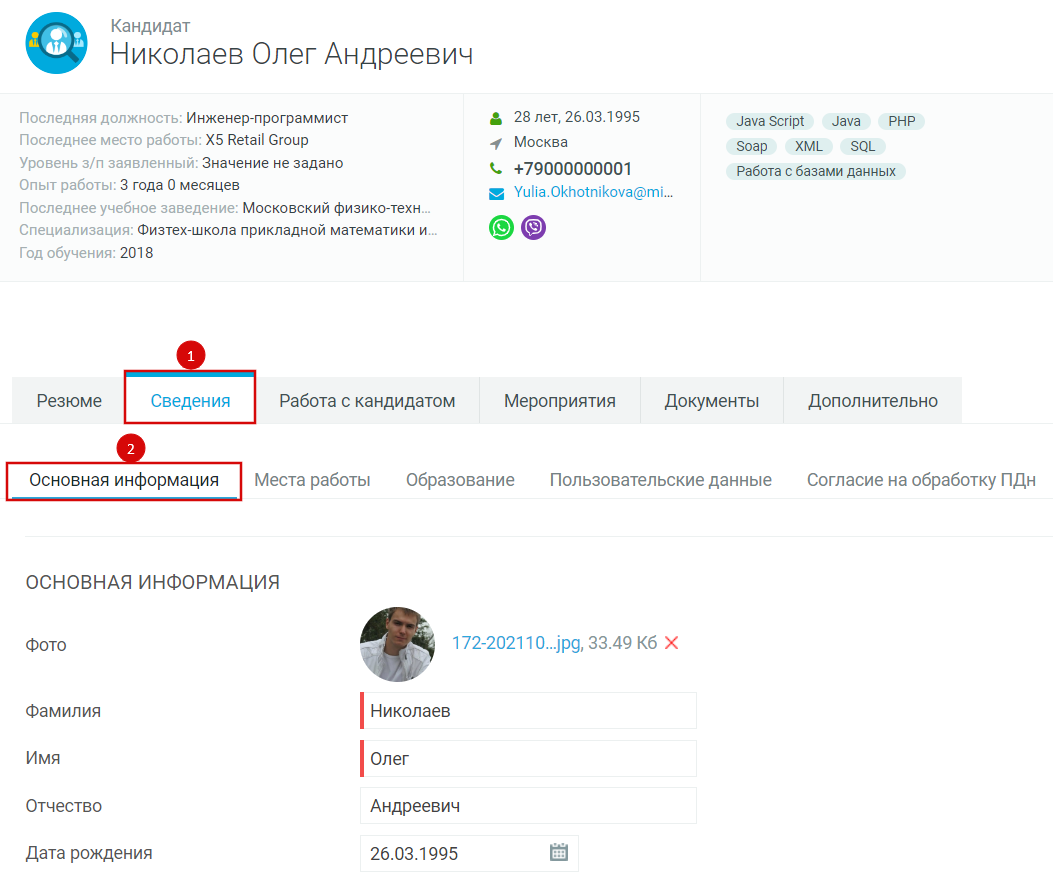 Кандидат
Николаев Олег Андреевич
Последняя должность: Инженер-программист
Последнее место работы: X5 Retail Group
Уровень з/п заявленный: Значение не задано
Опыт работы: 3 года 0 месяцев
Последнее учебное заведение: Московский физико-техн...
Специализация: Физтех-школа прикладной математики и...
Год обучения: 2018
28 лет, 26.03.1995
Москва
+79000000001
Yulia.Okhotnikova@mi...
Java Script Java PHP
Soap XML SQL
Работа с базами данных
1
Резюме Сведения Работа с кандидатом Мероприятия Документы Дополнительно
2
Основная информация Места работы Образование Пользовательские данные Согласие на обработку ПДн
ОСНОВНАЯ ИНФОРМАЦИЯ
Фото 172-202110...jpg, 33.49 Кб
Фамилия Николаев
Имя Олег
Отчество Андреевич
Дата рождения 26.03.1995